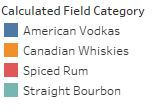 Calculated Field Category
American Vodkas
Canadian Whiskies
Spiced Rum
Straight Bourbon